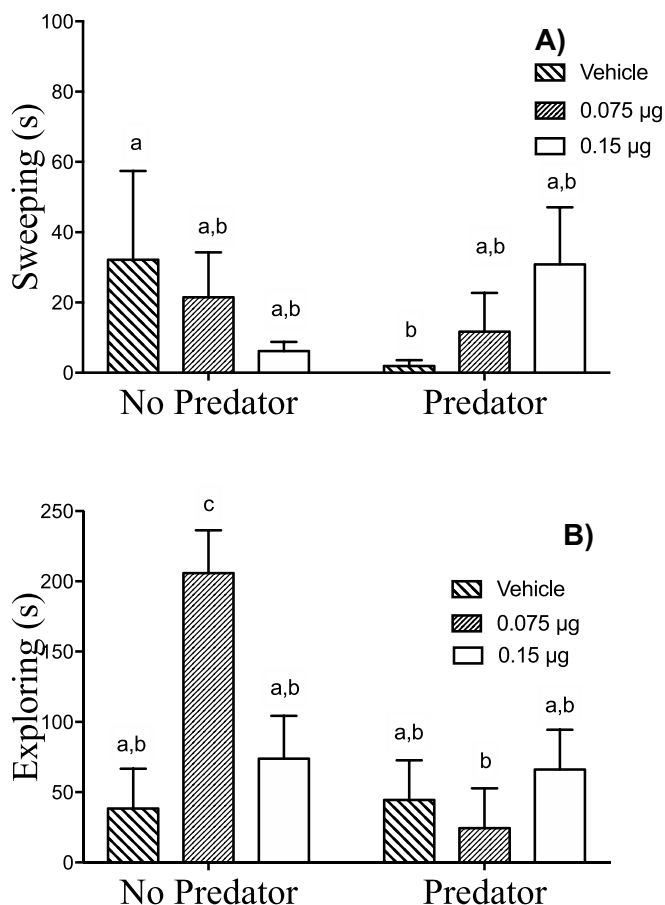 100
A)
Vehicle
80
0.075 µg
0.15 µg
60
a
a,b
a,b
a,b
40
a,b
b
20
0
Sweeping (s)
No Predator
Predator
250
c
B)
Vehicle
200
0.075 µg
0.15 µg
150
a,b
a,b
100
a,b
a,b
b
50
0
Exploring (s)
No Predator
Predator